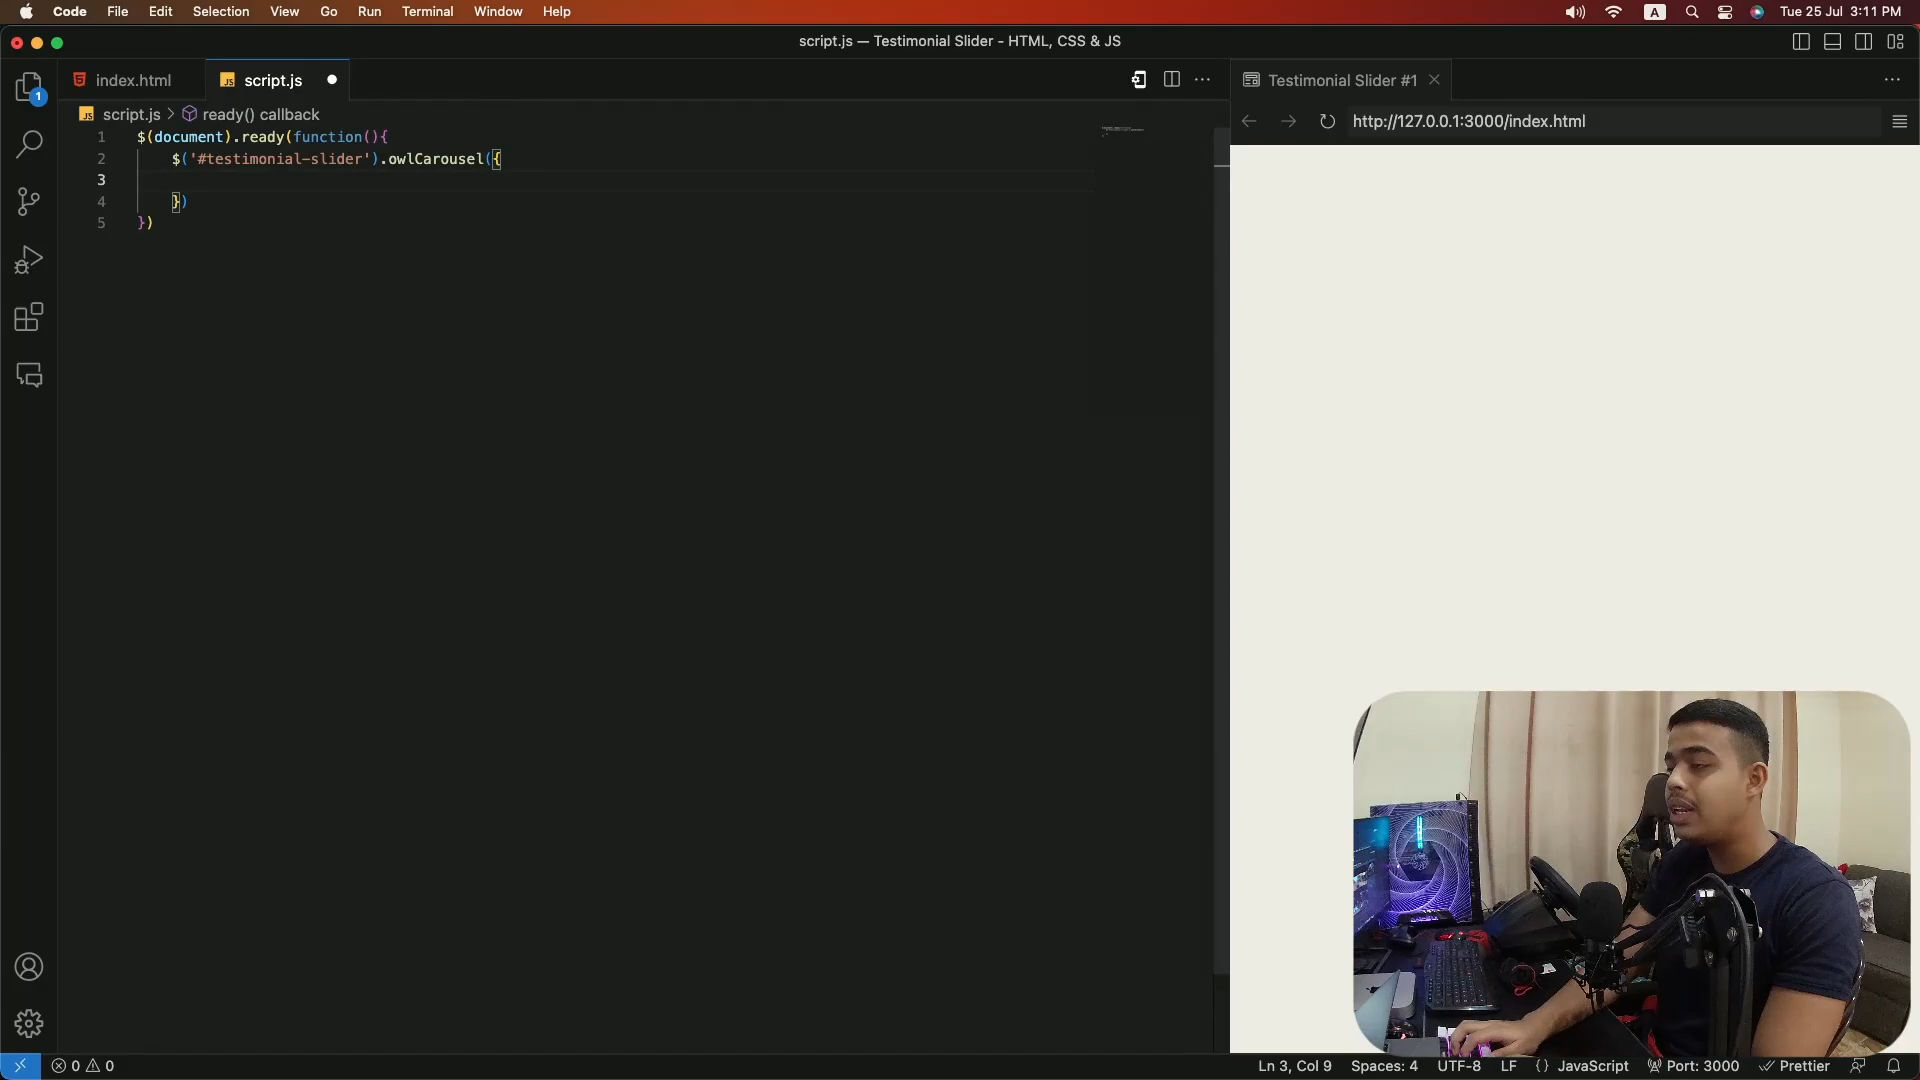 Code File Edit Selection View Go Run Terminal Window Help
A Tue 25 Jul 3:11 PM
script.js — Testimonial Slider - HTML, CSS & JS
index.html
JS script.js
Testimonial Slider #1
1
JS script.js > ready() callback
http://127.0.0.1:3000/index.html
1 $(document).ready(function(){
2 $('#testimonial-slider').owlCarousel({
3
4 })
5 })
0 0
Ln 3, Col 9 Spaces: 4 UTF-8 LF {} JavaScript Port: 3000 Prettier